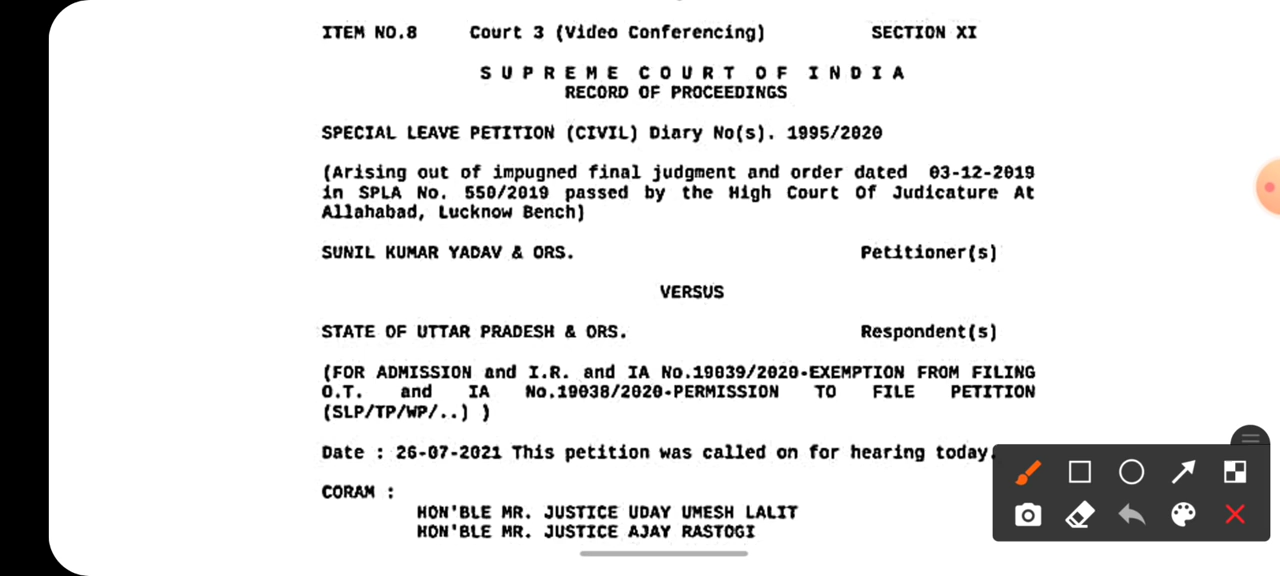 ITEM NO.8 Court 3 (Video Conferencing) SECTION XI
S U P R E M E C O U R T O F I N D I A
RECORD OF PROCEEDINGS
SPECIAL LEAVE PETITION (CIVIL) Diary No(s). 1995/2020
(Arising out of impugned final judgment and order dated 03-12-2019
in SPLA No. 550/2019 passed by the High Court Of Judicature At
Allahabad, Lucknow Bench)
SUNIL KUMAR YADAV & ORS. Petitioner(s)
VERSUS
STATE OF UTTAR PRADESH & ORS. Respondent(s)
(FOR ADMISSION and I.R. and IA No.19039/2020-EXEMPTION FROM FILING
O.T. and IA No.19038/2020-PERMISSION TO FILE PETITION
(SLP/TP/WP/..) )
Date : 26-07-2021 This petition was called on for hearing today.
CORAM :
HON'BLE MR. JUSTICE UDAY UMESH LALIT
HON'BLE MR. JUSTICE AJAY RASTOGI